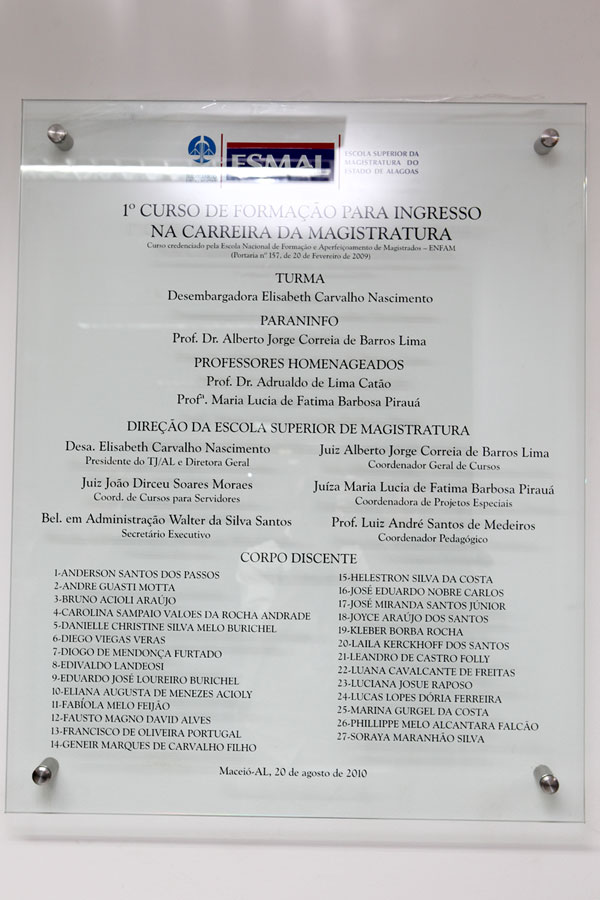 ESMAL
ESCOLA SUPERIOR DA
MAGISTRATURA DO
ESTADO DE ALAGOAS
1º CURSO DE FORMAÇÃO PARA INGRESSO
NA CARREIRA DA MAGISTRATURA
Curso credenciado pela Escola Nacional de Formação e Aperfeiçoamento de Magistrados – ENFAM
(Portaria nº 157, de 20 de Fevereiro de 2009)
TURMA
Desembargadora Elisabeth Carvalho Nascimento
PARANINFO
Prof. Dr. Alberto Jorge Correia de Barros Lima
PROFESSORES HOMENAGEADOS
Prof. Dr. Adrualdo de Lima Catão
Profª. Maria Lucia de Fatima Barbosa Pirauá
DIREÇÃO DA ESCOLA SUPERIOR DE MAGISTRATURA
Desa. Elisabeth Carvalho Nascimento
Presidente do TJ/AL e Diretora Geral
Juiz Alberto Jorge Correia de Barros Lima
Coordenador Geral de Cursos
Juiz João Dirceu Soares Moraes
Coord. de Cursos para Servidores
Juíza Maria Lucia de Fatima Barbosa Pirauá
Coordenadora de Projetos Especiais
Bel. em Administração Walter da Silva Santos
Secretário Executivo
Prof. Luiz André Santos de Medeiros
Coordenador Pedagógico
CORPO DISCENTE
1-ANDERSON SANTOS DOS PASSOS
2-ANDRE GUASTI MOTTA
3-BRUNO ACIOLI ARAÚJO
4-CAROLINA SAMPAIO VALOES DA ROCHA ANDRADE
5-DANIELLE CHRISTINE SILVA MELO BURICHEL
6-DIEGO VIEGAS VERAS
7-DIOGO DE MENDONÇA FURTADO
8-EDIVALDO LANDEOSI
9-EDUARDO JOSÉ LOUREIRO BURICHEL
10-ELIANA AUGUSTA DE MENEZES ACIOLY
11-FABÍOLA MELO FEIJÃO
12-FAUSTO MAGNO DAVID ALVES
13-FRANCISCO DE OLIVEIRA PORTUGAL
14-GENEIR MARQUES DE CARVALHO FILHO
15-HELESTRON SILVA DA COSTA
16-JOSÉ EDUARDO NOBRE CARLOS
17-JOSÉ MIRANDA SANTOS JÚNIOR
18-JOYCE ARAÚJO DOS SANTOS
19-KLEBER BORBA ROCHA
20-LAILA KERCKHOFF DOS SANTOS
21-LEANDRO DE CASTRO FOLLY
22-LUANA CAVALCANTE DE FREITAS
23-LUCIANA JOSUE RAPOSO
24-LUCAS LOPES DÓRIA FERREIRA
25-MARINA GURGEL DA COSTA
26-PHILLIPPE MELO ALCANTARA FALCÃO
27-SORAYA MARANHÃO SILVA
Maceió-AL, 20 de agosto de 2010